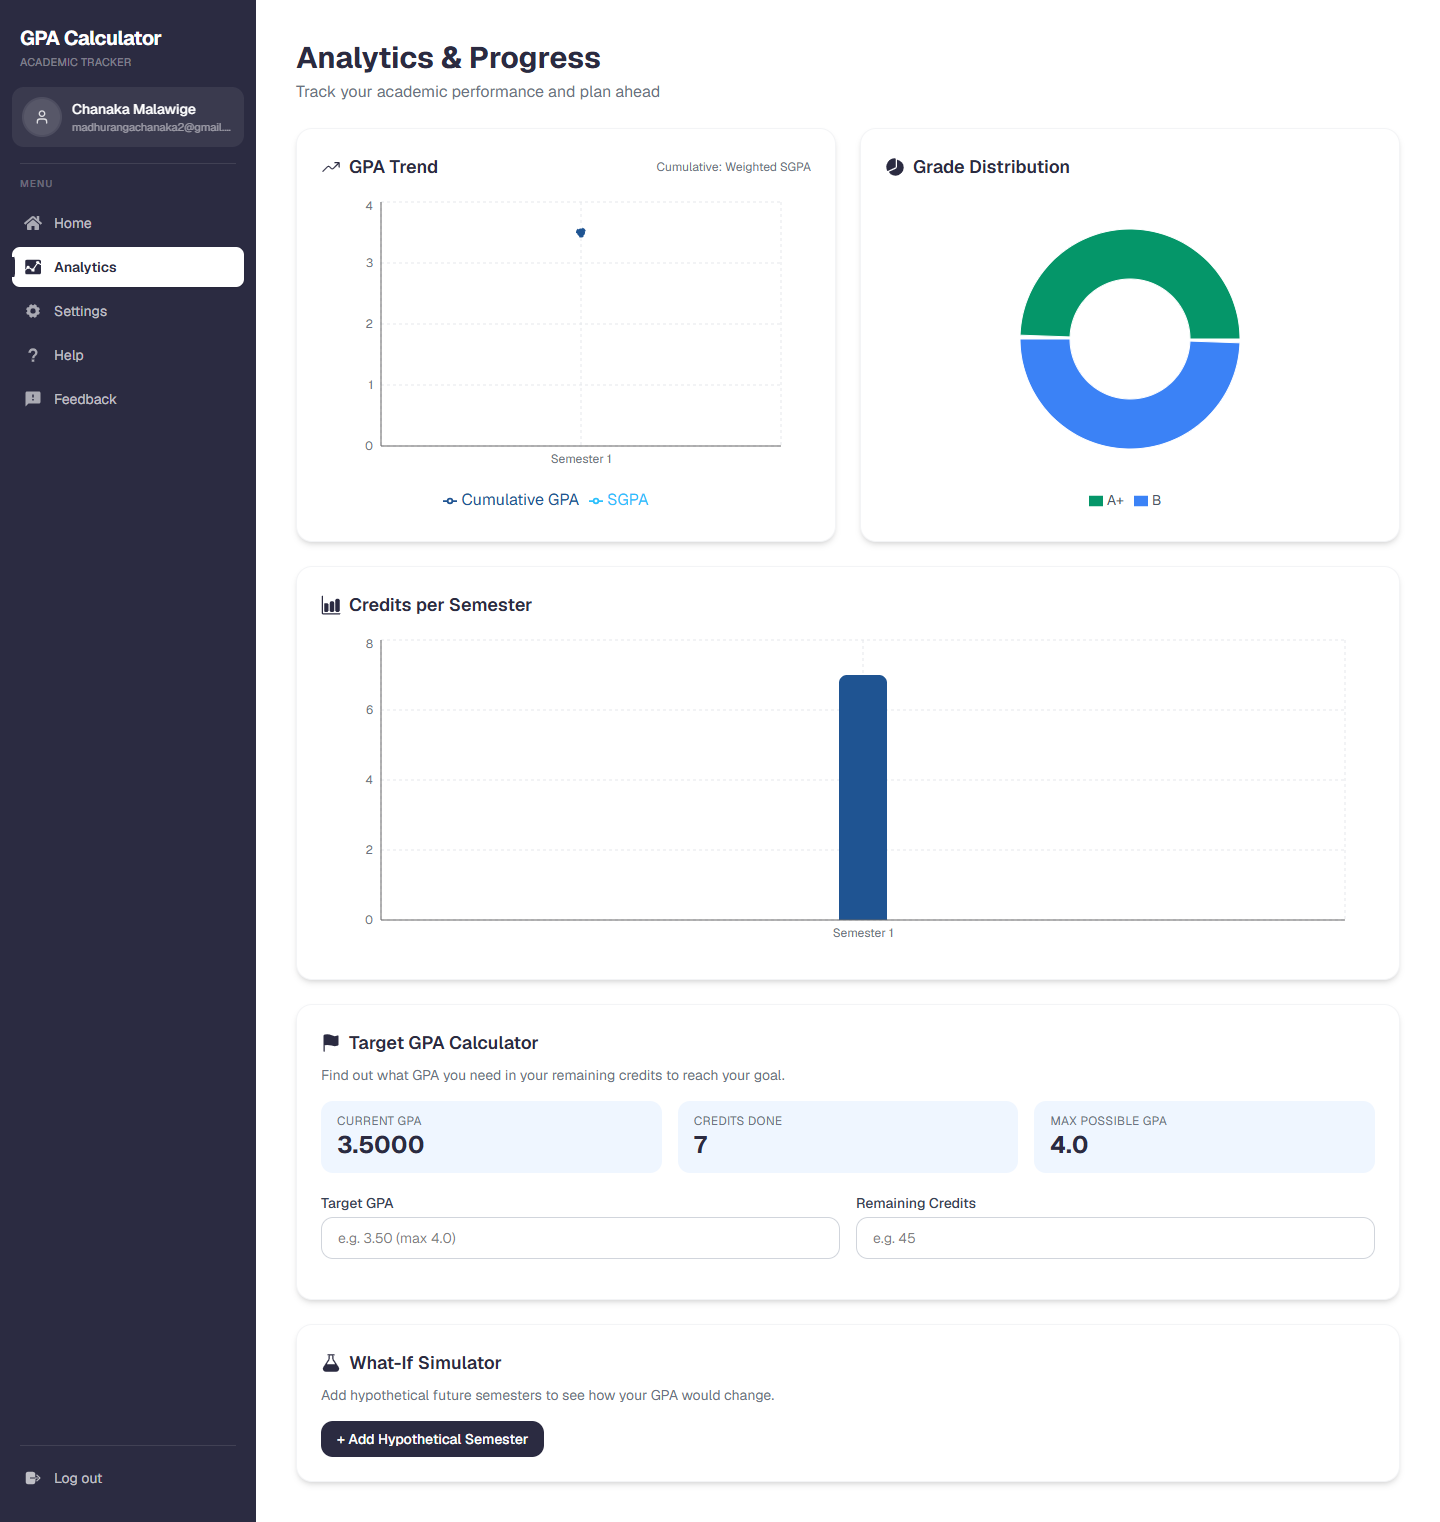 GPA Calculator
ACADEMIC TRACKER
Chanaka Malawige
madhurangachanaka2@gmail....
MENU
Home
Analytics
Settings
Help
Feedback
Log out
Analytics & Progress
Track your academic performance and plan ahead
GPA Trend
Cumulative: Weighted SGPA
4
3
2
1
0
Semester 1
Cumulative GPA SGPA
Grade Distribution
A+ B
Credits per Semester
8
6
4
2
0
Semester 1
Target GPA Calculator
Find out what GPA you need in your remaining credits to reach your goal.
CURRENT GPA
3.5000
CREDITS DONE
7
MAX POSSIBLE GPA
4.0
Target GPA
e.g. 3.50 (max 4.0)
Remaining Credits
e.g. 45
What-If Simulator
Add hypothetical future semesters to see how your GPA would change.
+ Add Hypothetical Semester